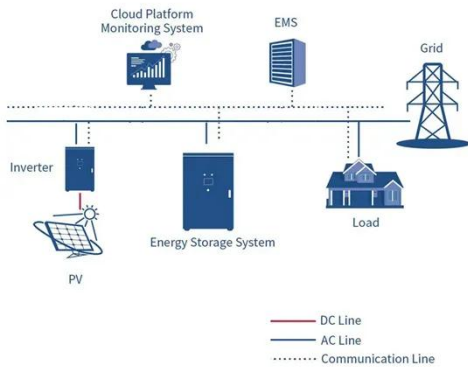 Cloud Platform
Monitoring System
EMS
Grid
Inverter
Energy Storage System
Load
PV
DC Line
AC Line
Communication Line